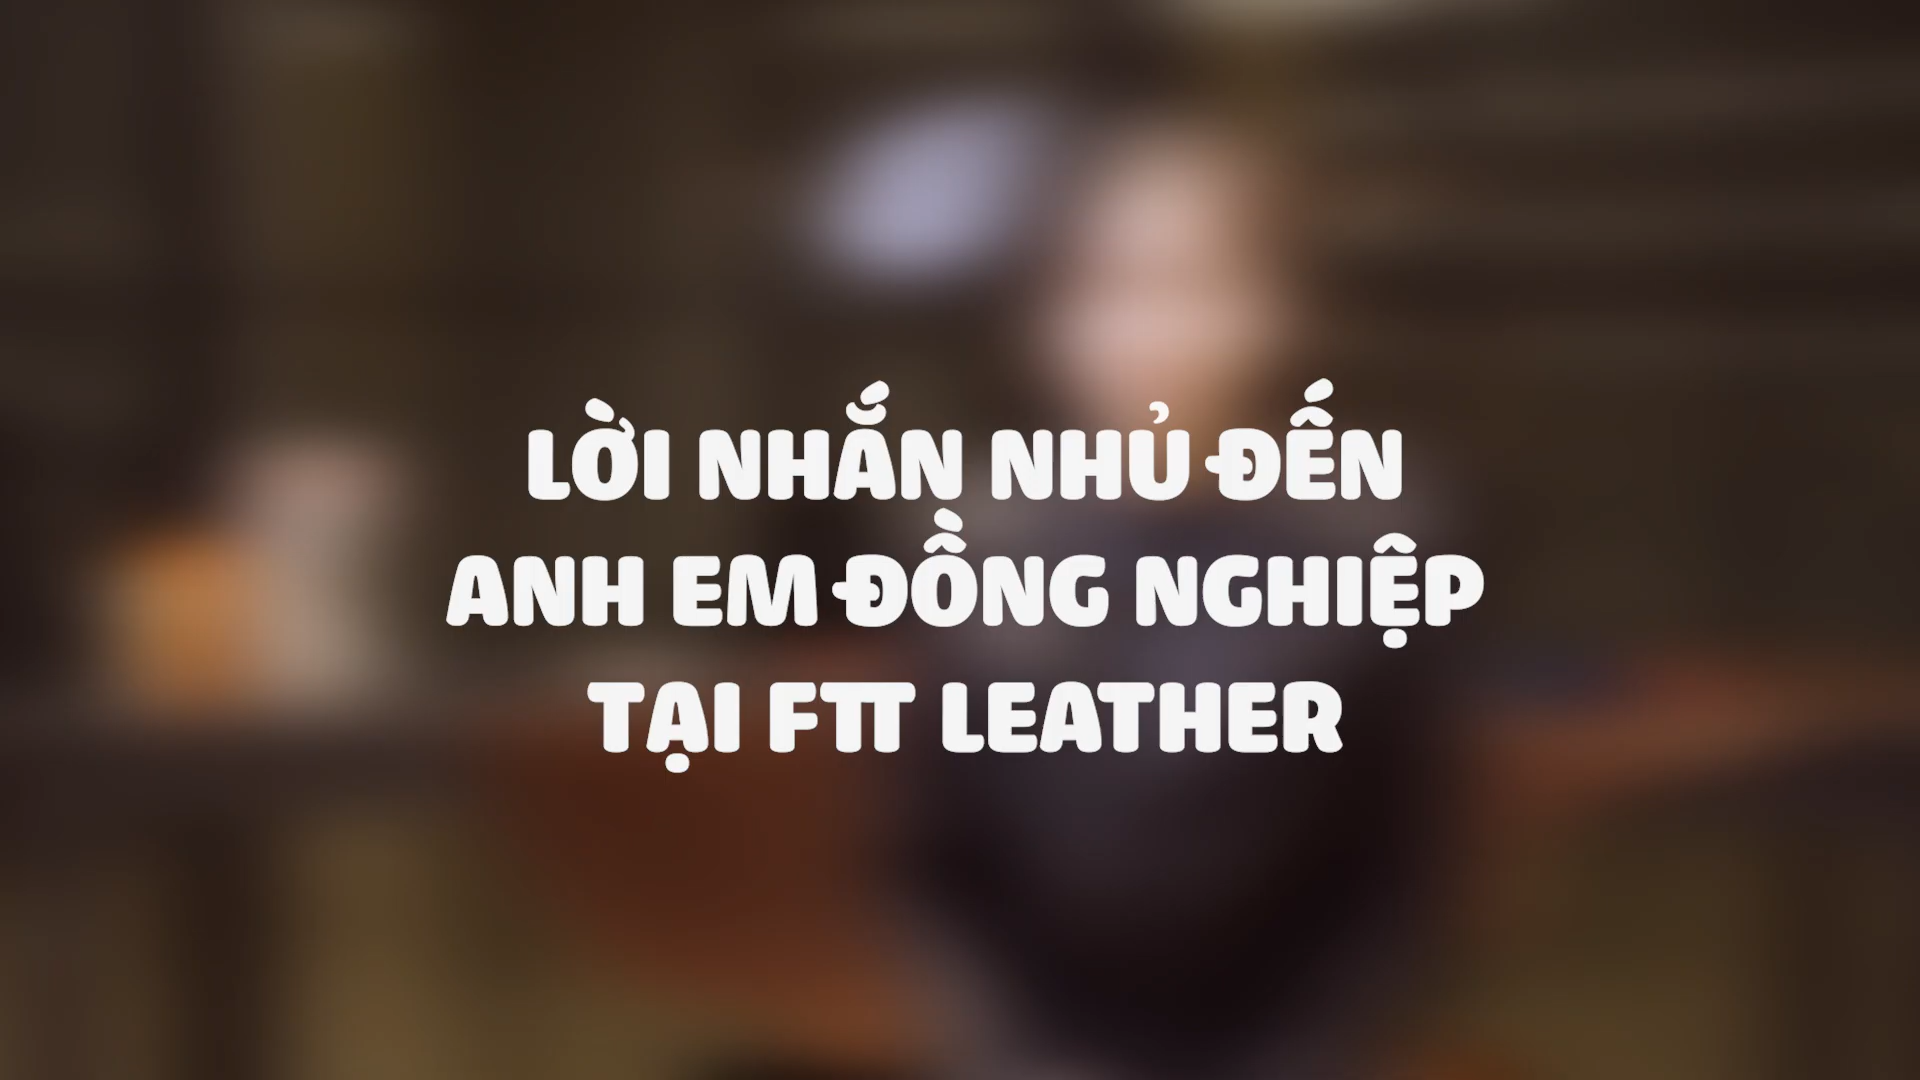 LỜI NHẮN NHỦ ĐẾN
ANH EM ĐỒNG NGHIỆP
TẠI FTT LEATHER